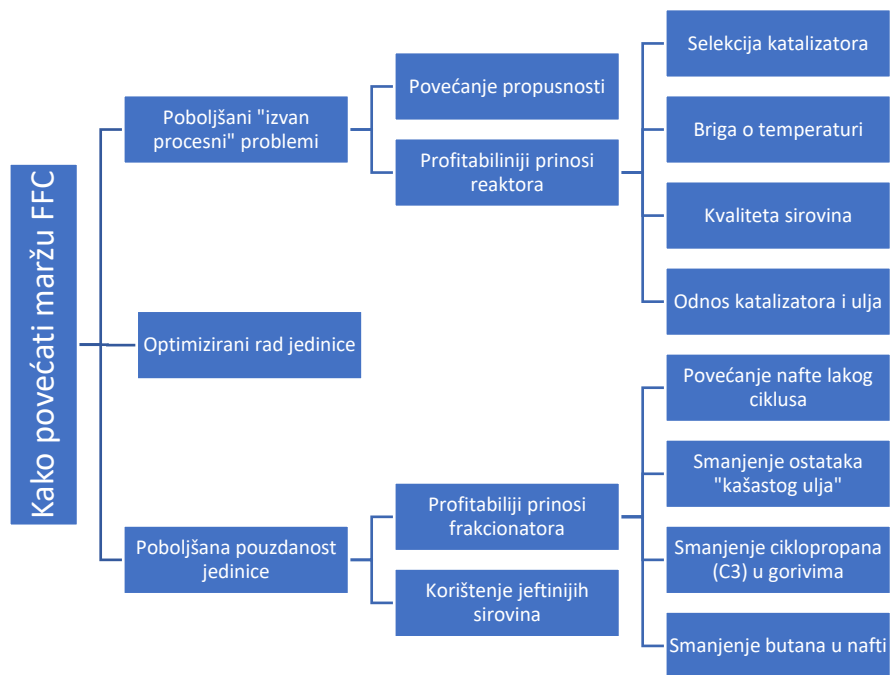 Kako povećati maržu FFC
Poboljšani "izvan
procesni" problemi
Povećanje propusnosti
Profitabiliniji prinosi
reaktora
Selekcija katalizatora
Briga o temperaturi
Kvaliteta sirovina
Odnos katalizatora i ulja
Optimizirani rad jedinice
Poboljšana pouzdanost
jedinice
Profitabiliji prinosi
frakcionatora
Korištenje jeftinijih
sirovina
Povećanje nafte lakog
ciklusa
Smanjenje ostataka
"kašastog ulja"
Smanjenje ciklopropana
(C3) u gorivima
Smanjenje butana u nafti